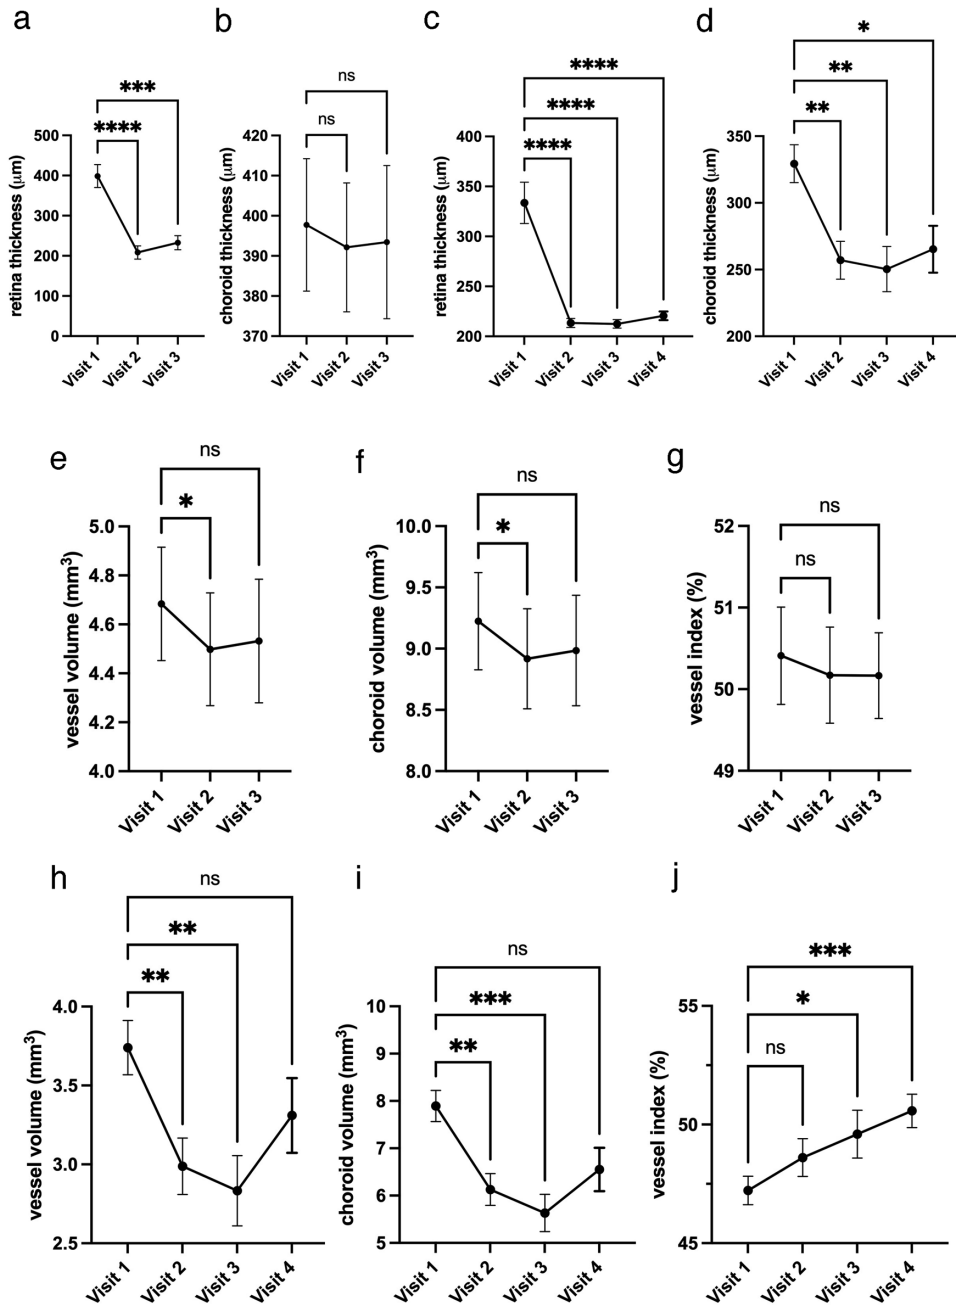 a
***
****
retina thickness (μm)
500
400
300
200
100
0
Visit 1
Visit 2
Visit 3
b
ns
ns
choroid thickness (μm)
420
410
400
390
380
370
Visit 1
Visit 2
Visit 3
c
****
****
****
retina thickness (μm)
400
350
300
250
200
Visit 1
Visit 2
Visit 3
Visit 4
d
*
**
**
choroid thickness (μm)
350
300
250
200
Visit 1
Visit 2
Visit 3
Visit 4
e
ns
*
vessel volume (mm³)
5.0
4.8
4.6
4.4
4.2
4.0
Visit 1
Visit 2
Visit 3
f
ns
*
choroid volume (mm³)
10.0
9.5
9.0
8.5
8.0
Visit 1
Visit 2
Visit 3
g
ns
ns
vessel index (%)
52
51
50
49
Visit 1
Visit 2
Visit 3
h
ns
**
**
vessel volume (mm³)
4.0
3.5
3.0
2.5
Visit 1
Visit 2
Visit 3
Visit 4
i
ns
***
**
choroid volume (mm³)
10
9
8
7
6
5
Visit 1
Visit 2
Visit 3
Visit 4
j
***
*
ns
vessel index (%)
55
50
45
Visit 1
Visit 2
Visit 3
Visit 4